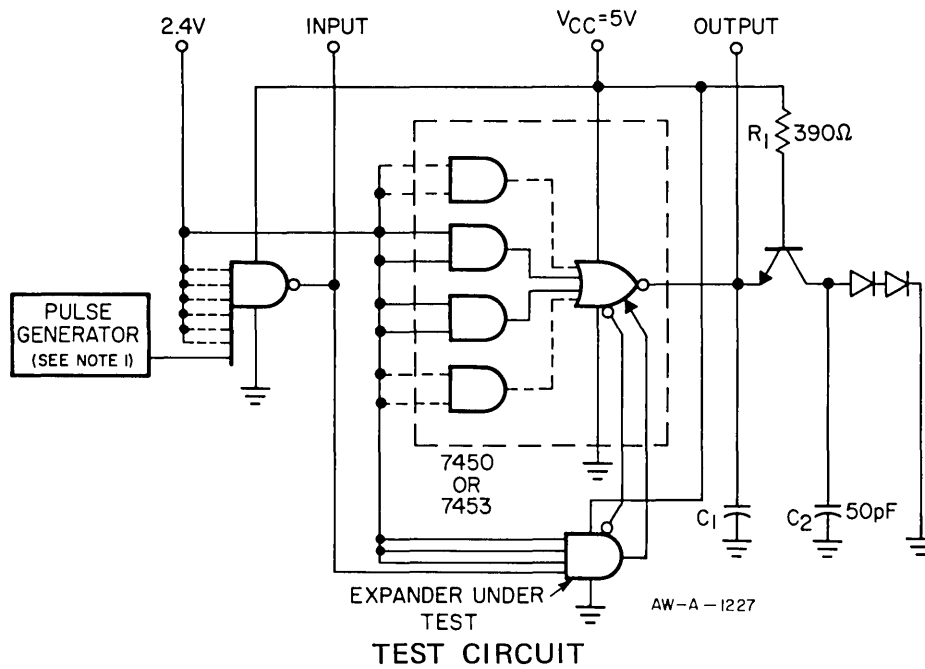 2.4V
INPUT
VCC=5V
OUTPUT
R1
390Ω
PULSE
GENERATOR
(SEE NOTE 1)
7450
OR
7453
C1
C2
50pF
EXPANDER UNDER
TEST
AW-A-1227
TEST CIRCUIT